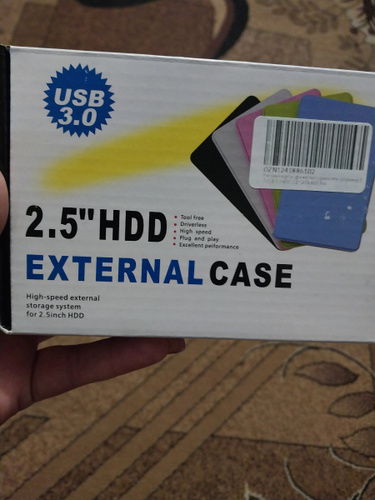 USB
3.0
OZN1241886102
2.5" HDD
Tool free
Driverless
High speed
Plug and play
Excellent performance
EXTERNAL CASE
High-speed external
storage system
for 2.5inch HDD